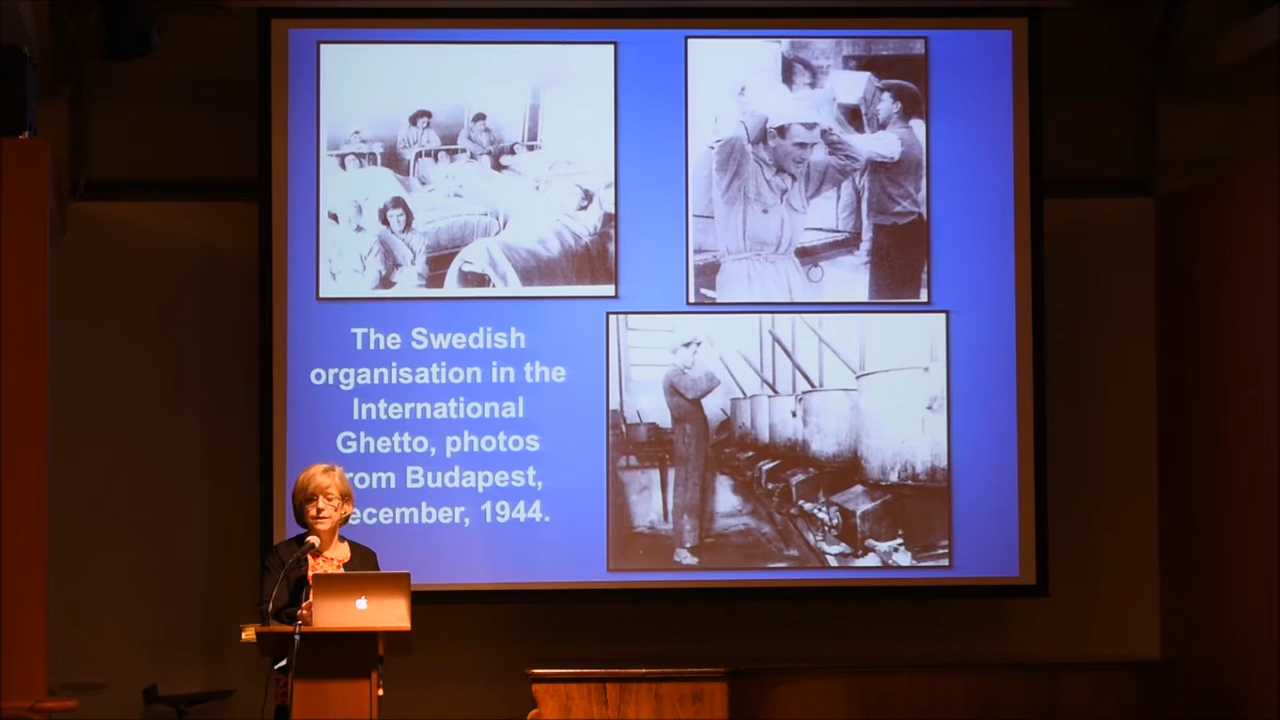 The Swedish
organisation in the
International
Ghetto, photos
rom Budapest,
ecember, 1944.